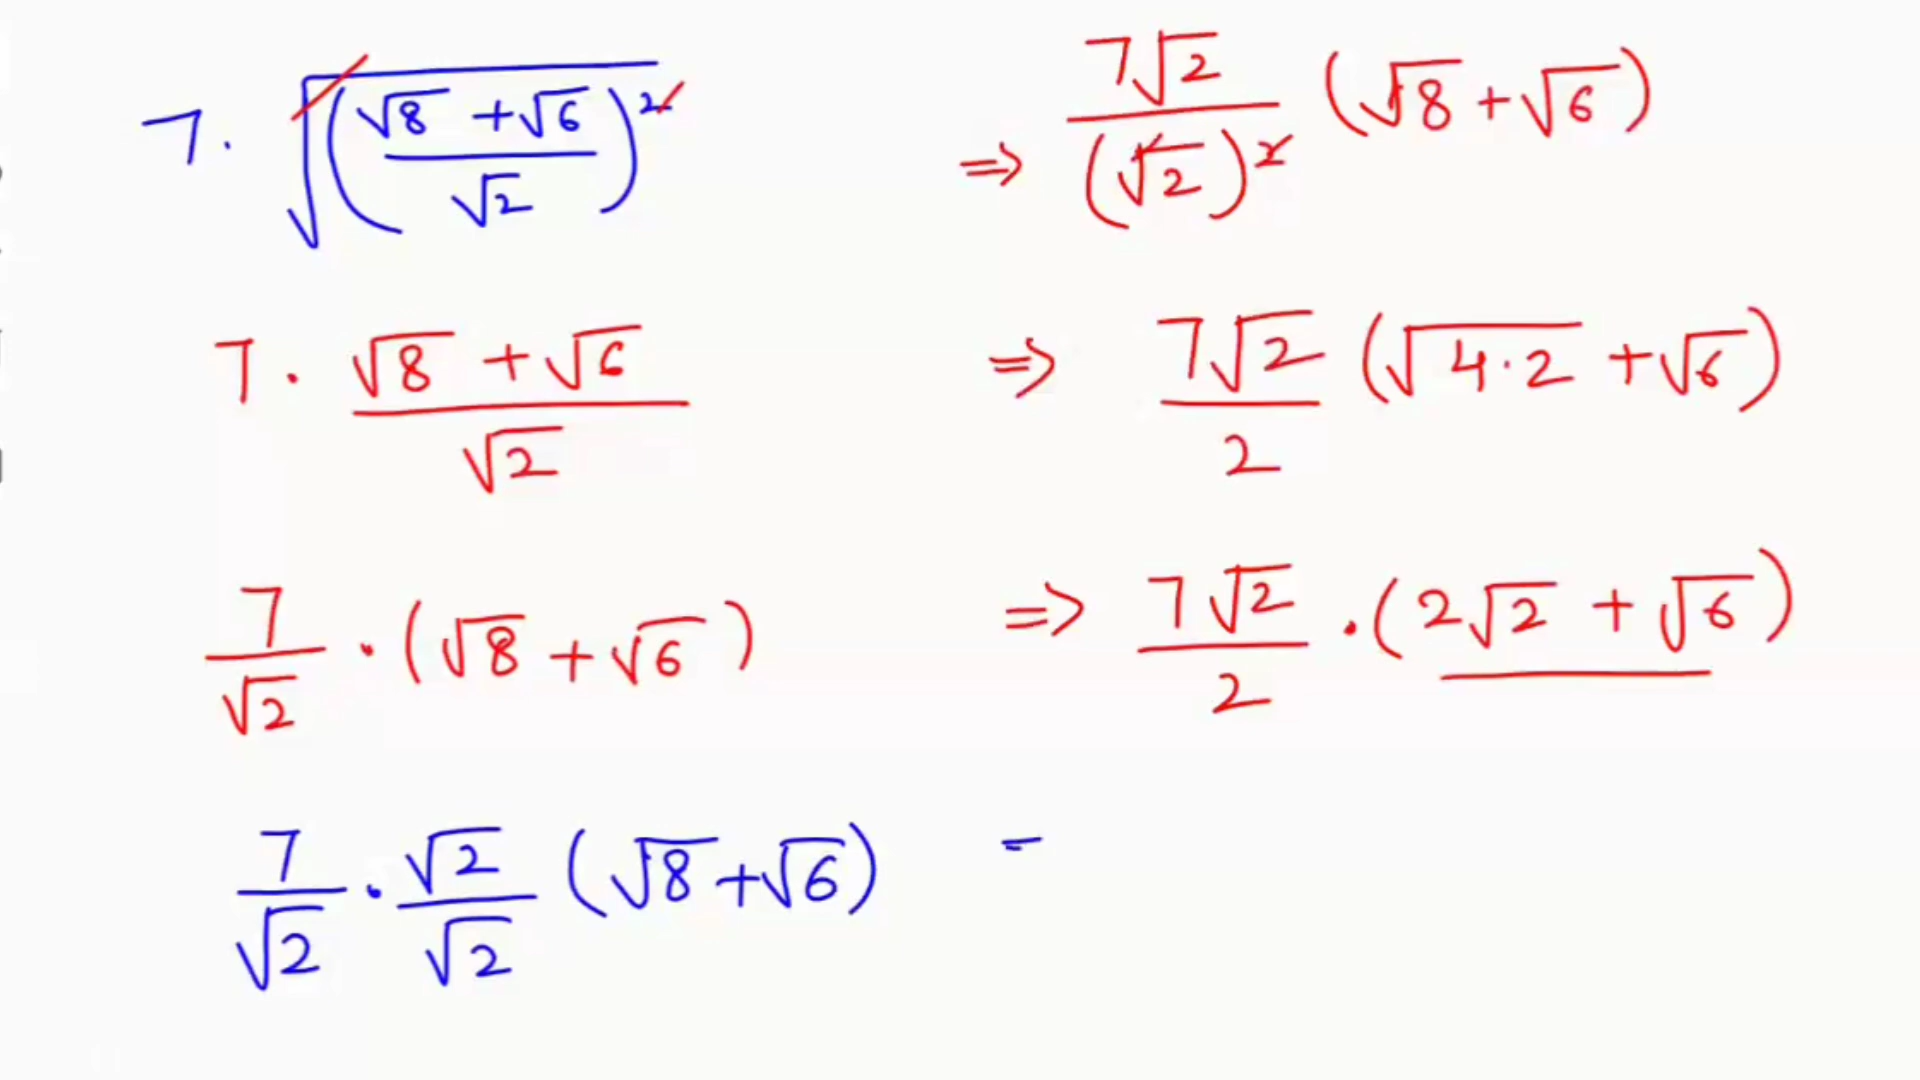 7. √((√8 + √6)/√2)²
7 · (√8 + √6)/√2
7/√2 · (√8 + √6)
7/√2 · √2/√2 (√8 + √6)
⇒ 7√2/(√2)² (√8 + √6)
⇒ 7√2/2 (√4·2 + √6)
⇒ 7√2/2 · (2√2 + √6)
=